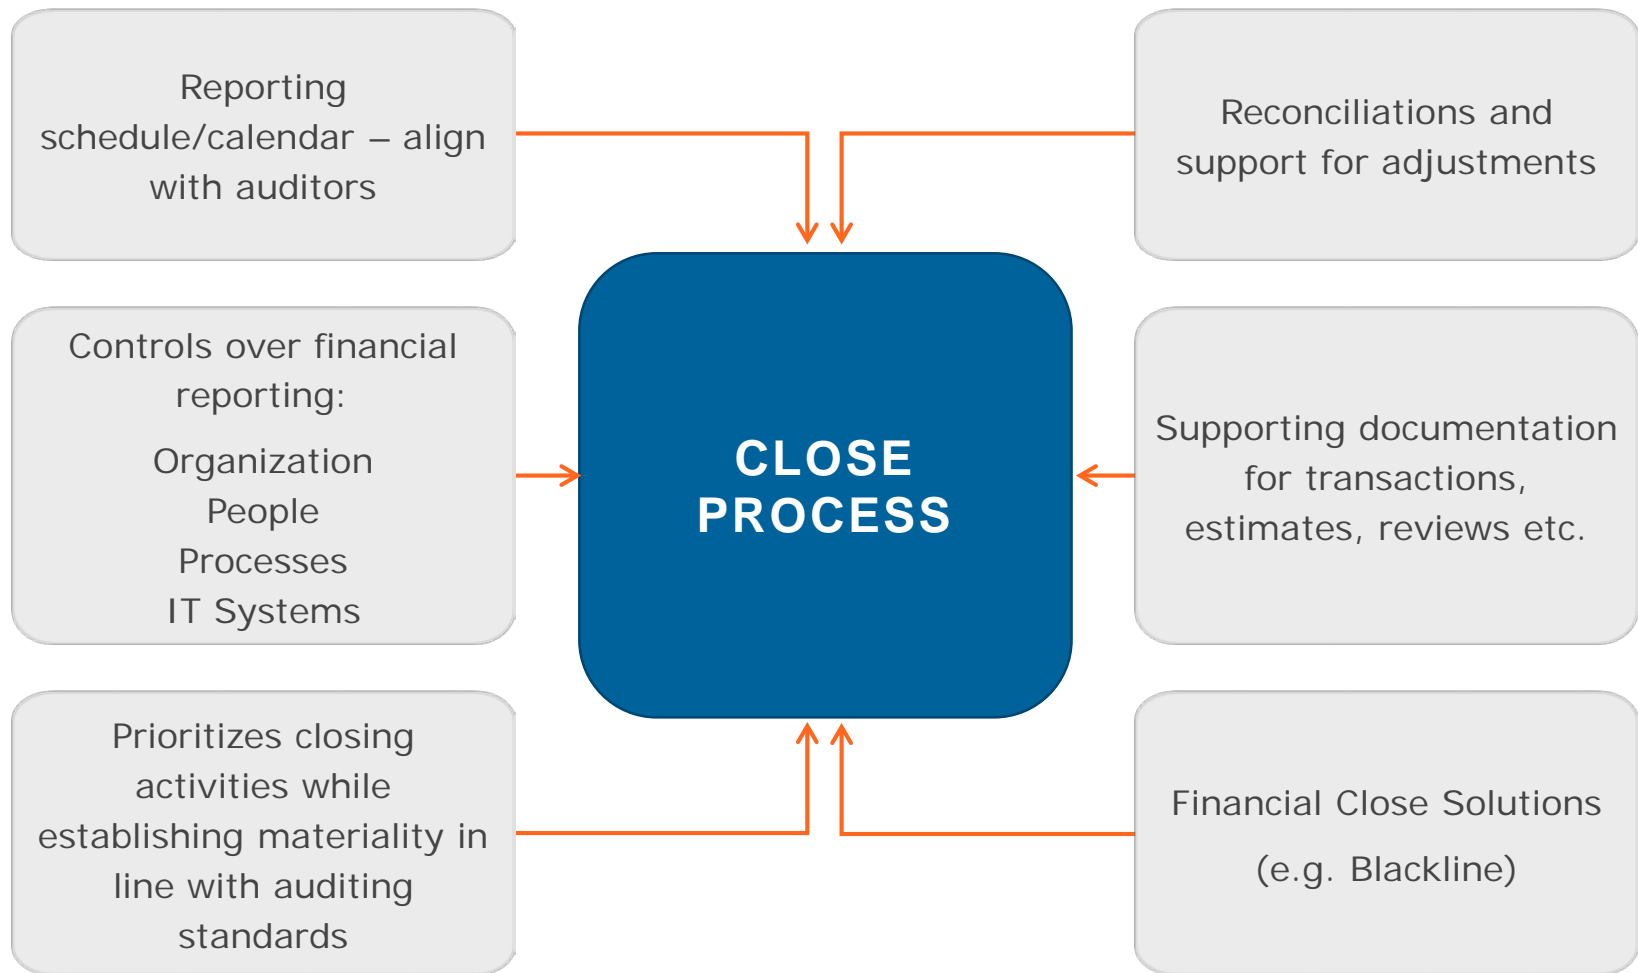 Reporting
schedule/calendar – align
with auditors
Reconciliations and
support for adjustments
Controls over financial
reporting:
Organization
People
Processes
IT Systems
CLOSE
PROCESS
Supporting documentation
for transactions,
estimates, reviews etc.
Prioritizes closing
activities while
establishing materiality in
line with auditing
standards
Financial Close Solutions
(e.g. Blackline)